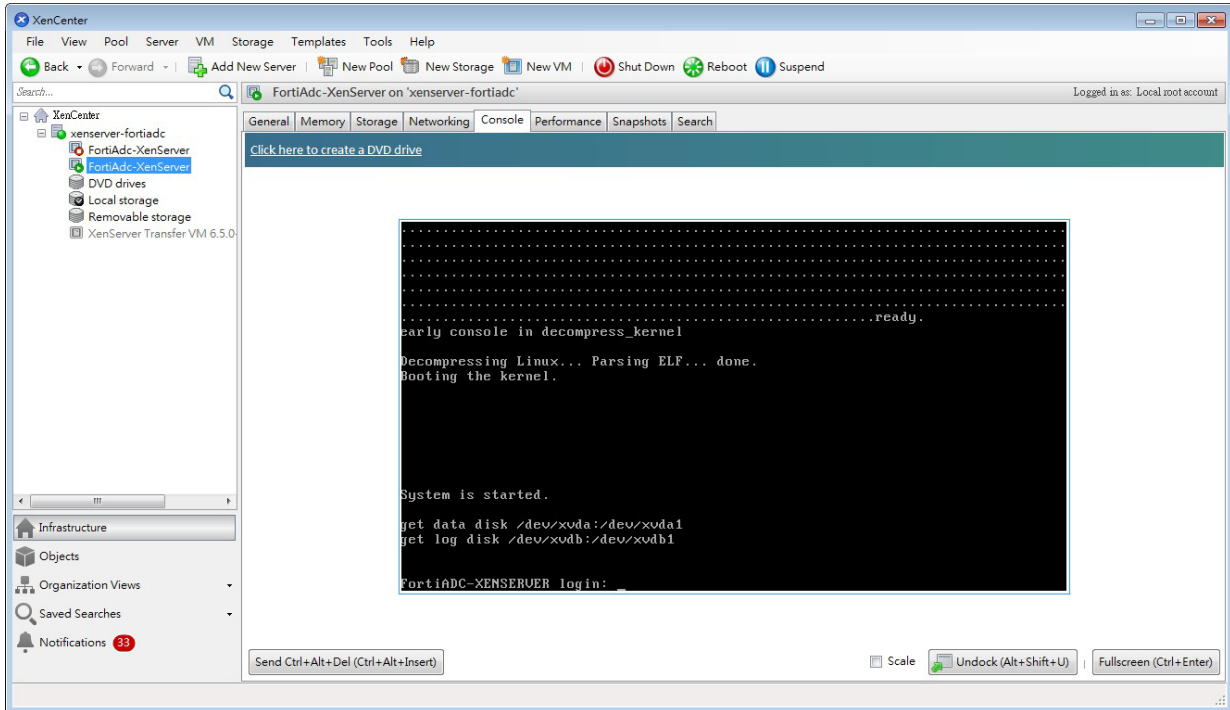 XenCenter
File View Pool Server VM Storage Templates Tools Help
Back Forward Add New Server New Pool New Storage New VM Shut Down Reboot Suspend
Search...
FortiAdc-XenServer on 'xenserver-fortiadc'
Logged in as: Local root account
XenCenter
xenserver-fortiadc
FortiAdc-XenServer
FortiAdc-XenServer
DVD drives
Local storage
Removable storage
XenServer Transfer VM 6.5.0-
General Memory Storage Networking Console Performance Snapshots Search
Click here to create a DVD drive
ready.
early console in decompress_kernel
Decompressing Linux... Parsing ELF... done.
Booting the kernel.
System is started.
get data disk /dev/xvda:/dev/xvda1
get log disk /dev/xvdb:/dev/xvdb1
FortiADC-XENSERVER login: _
Infrastructure
Objects
Organization Views
Saved Searches
Notifications 33
Send Ctrl+Alt+Del (Ctrl+Alt+Insert)
Scale
Undock (Alt+Shift+U)
Fullscreen (Ctrl+Enter)